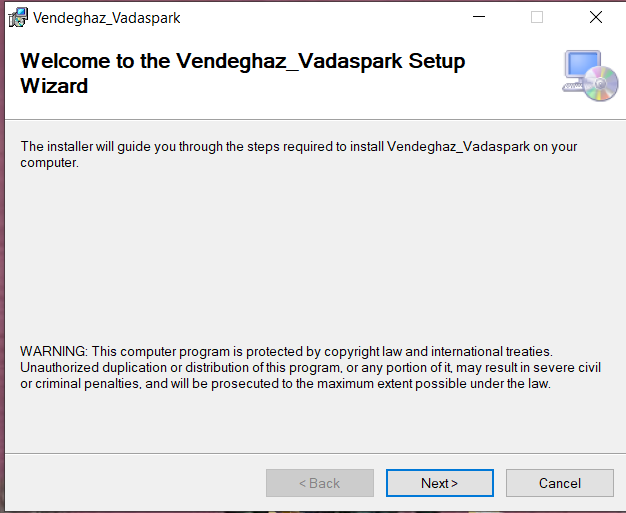 Vendeghaz_Vadaspark
Welcome to the Vendeghaz_Vadaspark Setup
Wizard
The installer will guide you through the steps required to install Vendeghaz_Vadaspark on your
computer.
WARNING: This computer program is protected by copyright law and international treaties.
Unauthorized duplication or distribution of this program, or any portion of it, may result in severe civil
or criminal penalties, and will be prosecuted to the maximum extent possible under the law.
< Back
Next >
Cancel